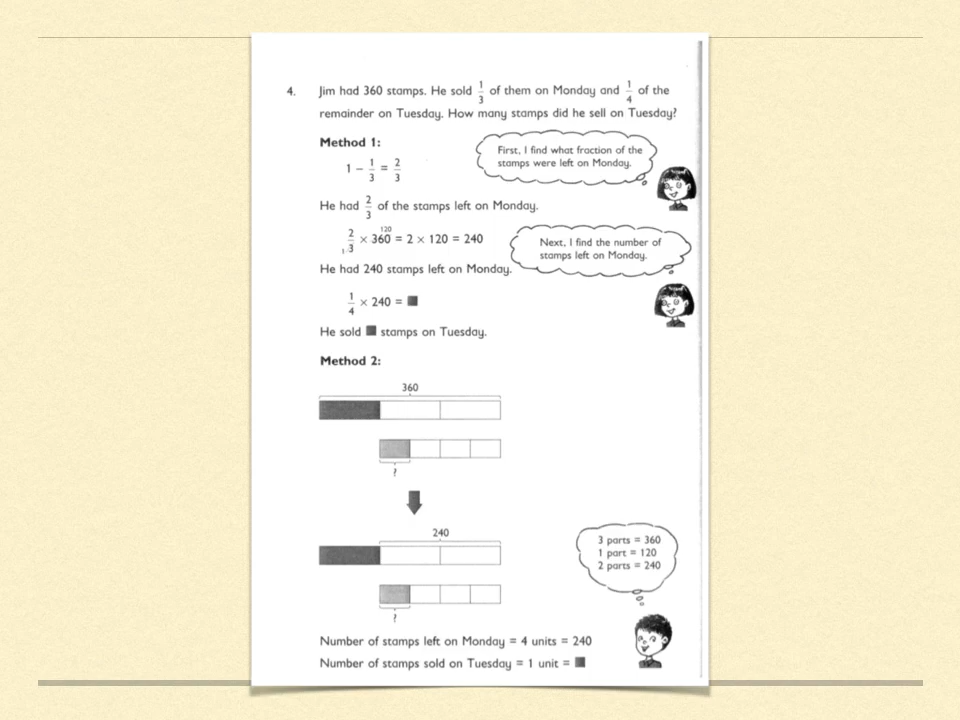 4. Jim had 360 stamps. He sold 1/3 of them on Monday and 1/4 of the
remainder on Tuesday. How many stamps did he sell on Tuesday?
Method 1:
First, I find what fraction of the
stamps were left on Monday.
1 − 1/3 = 2/3
He had 2/3 of the stamps left on Monday.
120
2/3 × 360 = 2 × 120 = 240
1
Next, I find the number of
stamps left on Monday.
He had 240 stamps left on Monday.
1/4 × 240 = ■
He sold ■ stamps on Tuesday.
Method 2:
360
?
240
3 parts = 360
1 part = 120
2 parts = 240
?
Number of stamps left on Monday = 4 units = 240
Number of stamps sold on Tuesday = 1 unit = ■